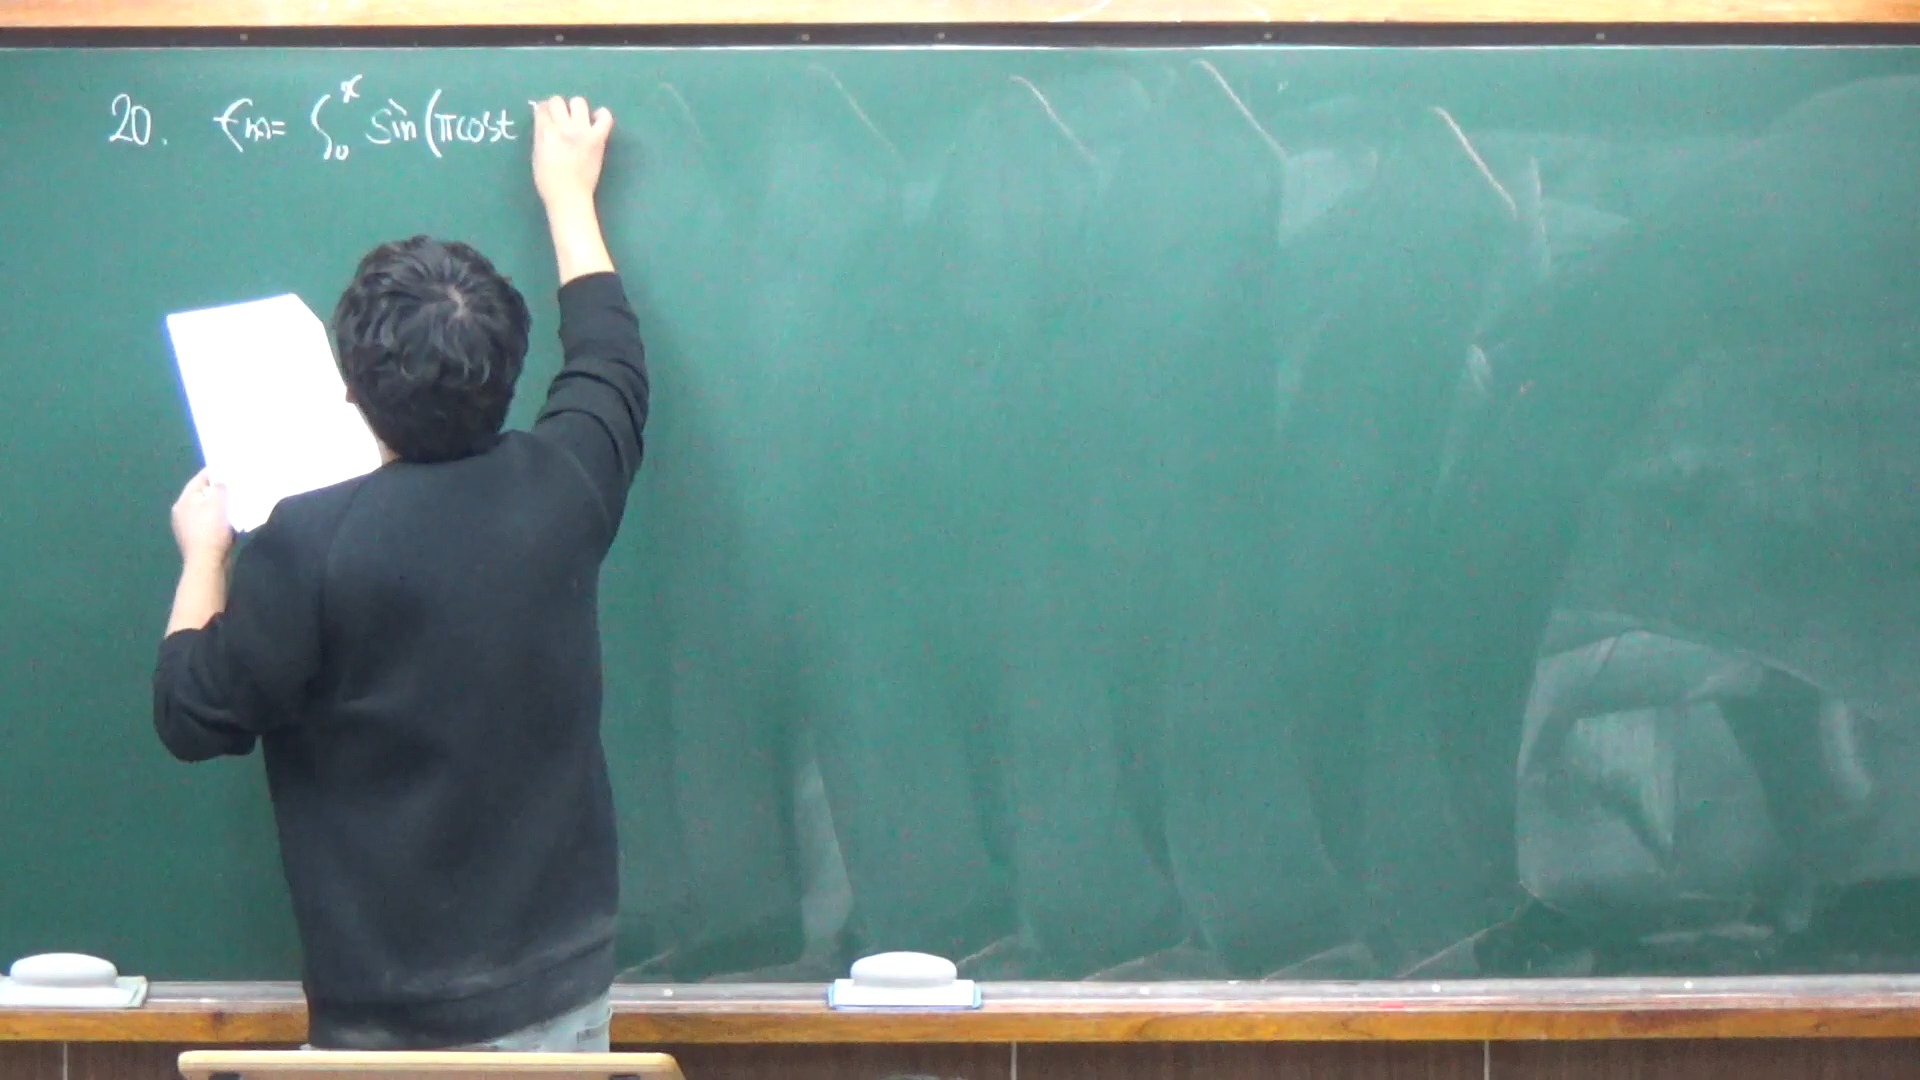 20. f(x)= ∫₀ˣ sin(πcost